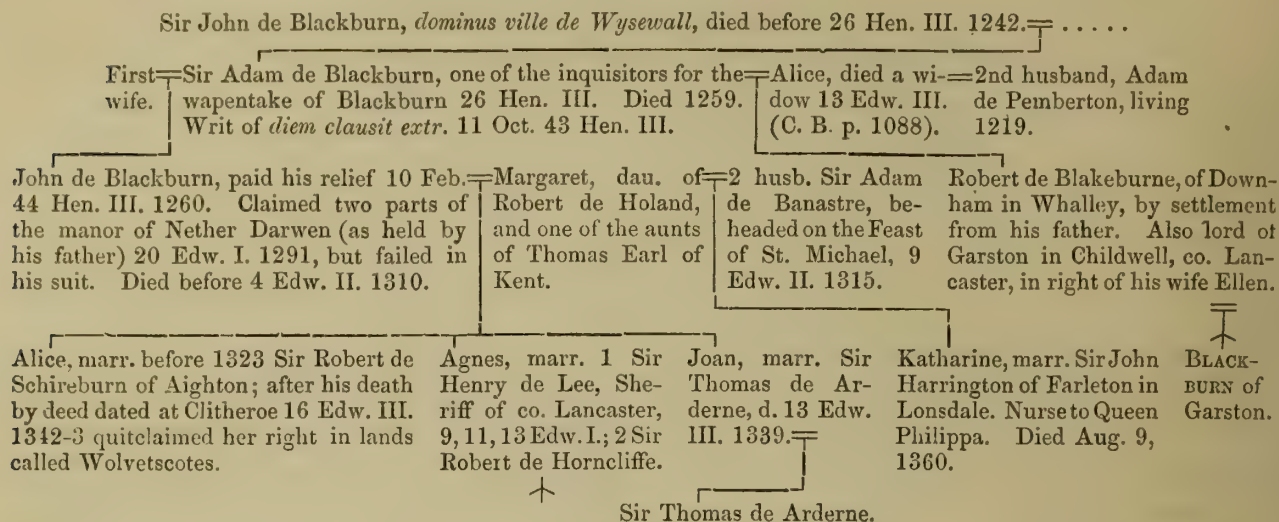 Sir John de Blackburn, dominus ville de Wysewall, died before 26 Hen. III. 1242.╤ . . . . .
First
wife.
╤Sir Adam de Blackburn, one of the inquisitors for the
wapentake of Blackburn 26 Hen. III. Died 1259.
Writ of diem clausit extr. 11 Oct. 43 Hen. III.
╤Alice, died a wi-
dow 13 Edw. III.
(C. B. p. 1088).
=2nd husband, Adam
de Pemberton, living
1219.
John de Blackburn, paid his relief 10 Feb.
44 Hen. III. 1260. Claimed two parts of
the manor of Nether Darwen (as held by
his father) 20 Edw. I. 1291, but failed in
his suit. Died before 4 Edw. II. 1310.
╤Margaret, dau. of
Robert de Holand,
and one of the aunts
of Thomas Earl of
Kent.
╤2 husb. Sir Adam
de Banastre, be-
headed on the Feast
of St. Michael, 9
Edw. II. 1315.
Robert de Blakeburne, of Down-
ham in Whalley, by settlement
from his father. Also lord of
Garston in Childwell, co. Lan-
caster, in right of his wife Ellen.
Alice, marr. before 1323 Sir Robert de
Schireburn of Aighton; after his death
by deed dated at Clitheroe 16 Edw. III.
1342-3 quitclaimed her right in lands
called Wolvetscotes.
Agnes, marr. 1 Sir
Henry de Lee, She-
riff of co. Lancaster,
9, 11, 13 Edw. I.; 2 Sir
Robert de Horncliffe.
Joan, marr. Sir
Thomas de Ar-
derne, d. 13 Edw.
III. 1339.╤
Katharine, marr. Sir John
Harrington of Farleton in
Lonsdale. Nurse to Queen
Philippa. Died Aug. 9,
1360.
BLACK-
BURN of
Garston.
Sir Thomas de Arderne.